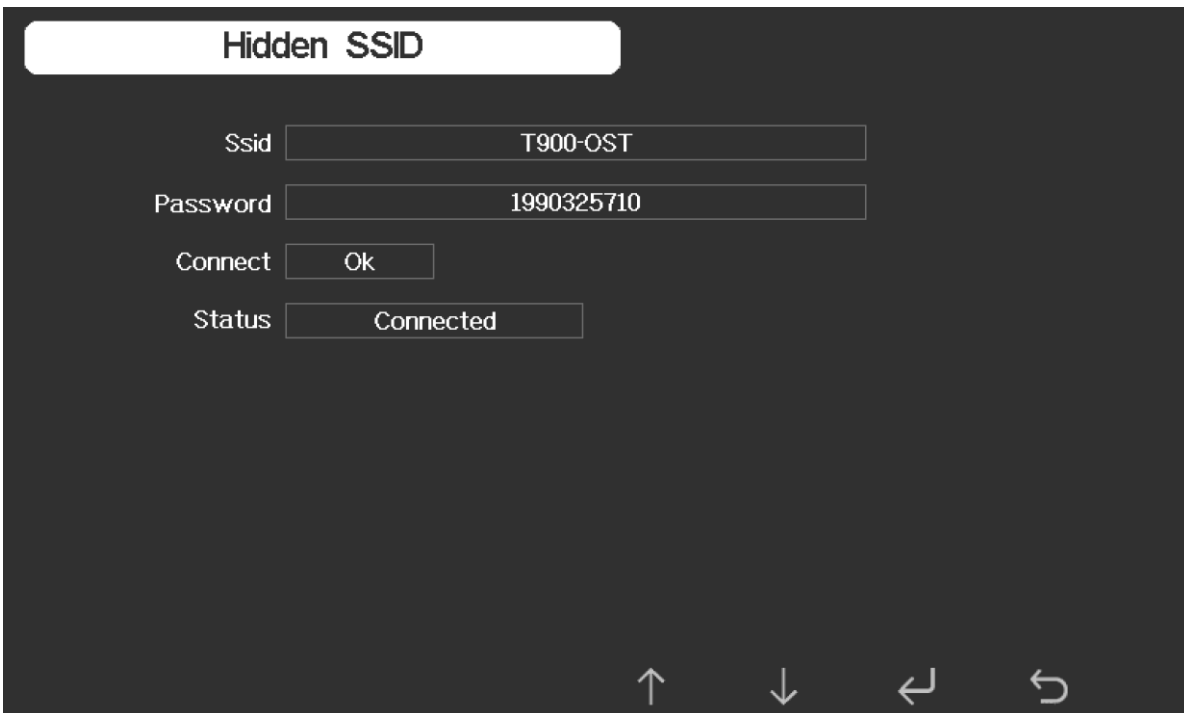 Hidden SSID
Ssid T900-OST
Password 1990325710
Connect Ok
Status Connected